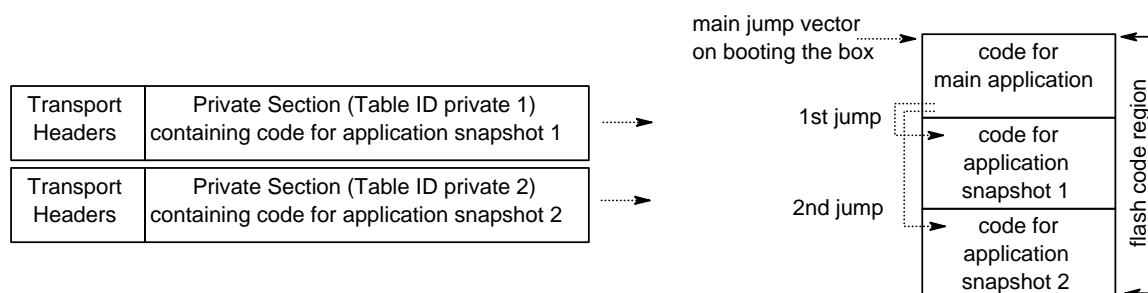 main jump vector
on booting the box
code for
main application
Transport
Headers
Private Section (Table ID private 1)
containing code for application snapshot 1
1st jump
code for
application
snapshot 1
Transport
Headers
Private Section (Table ID private 2)
containing code for application snapshot 2
2nd jump
code for
application
snapshot 2
flash code region